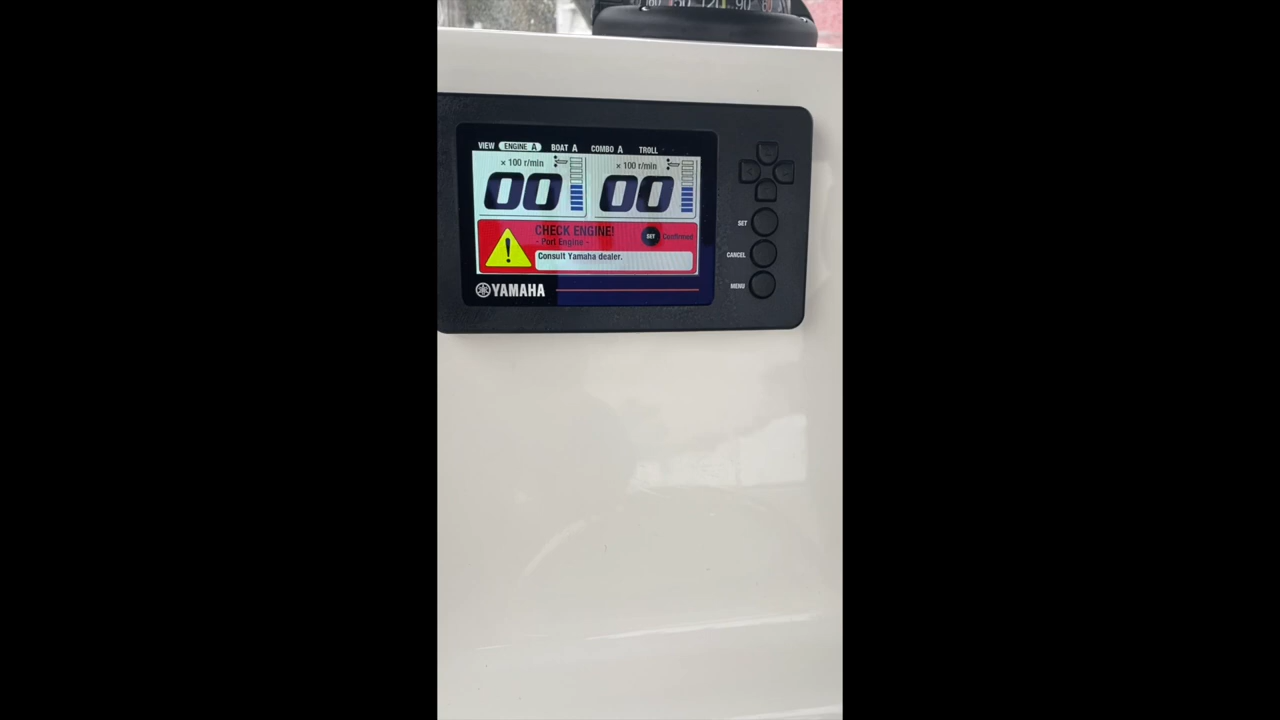 VIEW ENGINE A BOAT A COMBO A TROLL
× 100 r/min × 100 r/min
00 00
CHECK ENGINE!
- Port Engine -
SET Confirmed
Consult Yamaha dealer.
YAMAHA
SET
CANCEL
MENU